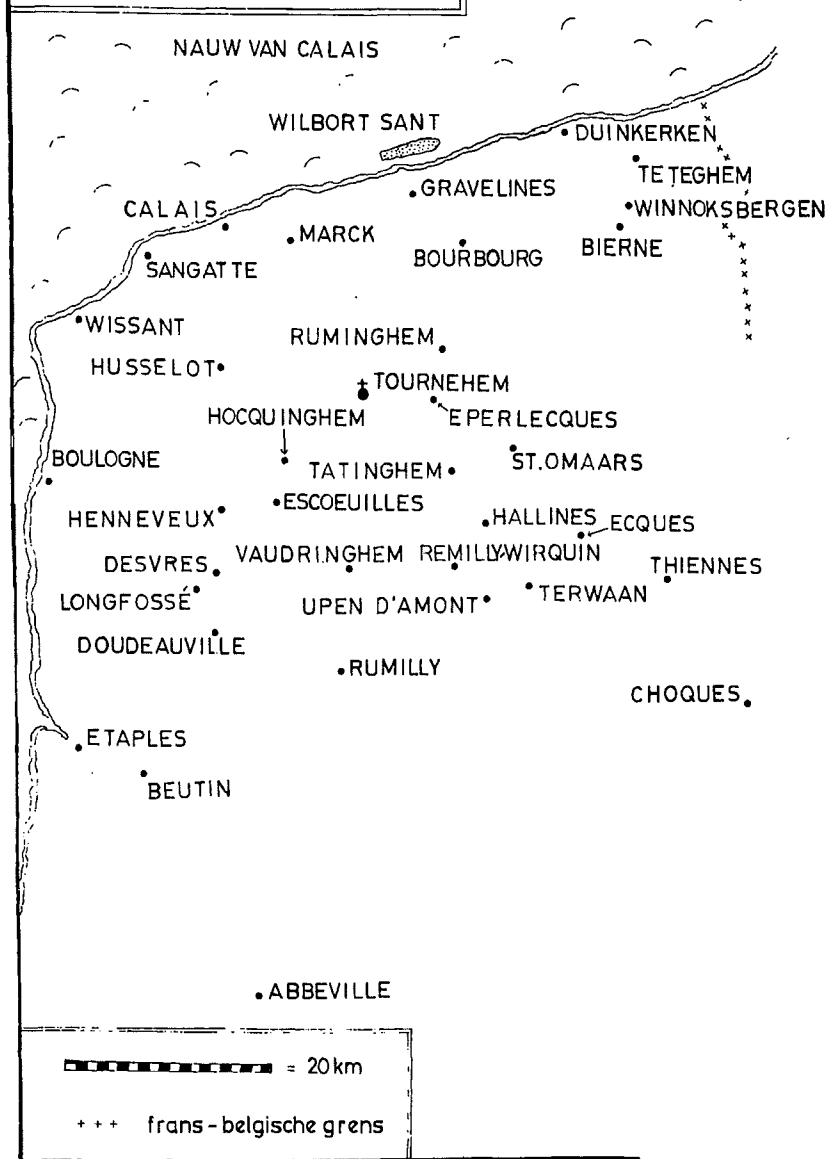 NAUW VAN CALAIS
WILBORT SANT
DUINKERKEN
TETEGHEM
GRAVELINES
CALAIS
WINNOKSBERGEN
MARCK
BIERNE
BOURBOURG
SANGATTE
WISSANT
RUMINGHEM
HUSSELOT
TOURNEHEM
HOCQUINGHEM
EPERLECQUES
BOULOGNE
ST.OMAARS
TATINGHEM
ESCOEUILLES
HENNEVEUX
HALLINES
ECQUES
VAUDRINGHEM
REMILLY-WIRQUIN
DESVRES
THIENNES
LONGFOSSÉ
UPEN D'AMONT
TERWAAN
DOUDEAUVILLE
RUMILLY
CHOQUES
ETAPLES
BEUTIN
ABBEVILLE
= 20 km
+ + + frans-belgische grens